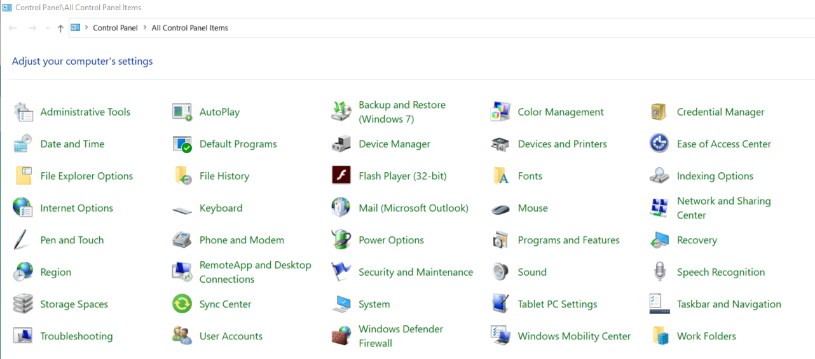 Control Panel\All Control Panel Items
Control Panel > All Control Panel Items
Adjust your computer's settings
Administrative Tools
AutoPlay
Backup and Restore
(Windows 7)
Color Management
Credential Manager
Date and Time
Default Programs
Device Manager
Devices and Printers
Ease of Access Center
File Explorer Options
File History
Flash Player (32-bit)
Fonts
Indexing Options
Internet Options
Keyboard
Mail (Microsoft Outlook)
Mouse
Network and Sharing
Center
Pen and Touch
Phone and Modem
Power Options
Programs and Features
Recovery
Region
RemoteApp and Desktop
Connections
Security and Maintenance
Sound
Speech Recognition
Storage Spaces
Sync Center
System
Tablet PC Settings
Taskbar and Navigation
Troubleshooting
User Accounts
Windows Defender
Firewall
Windows Mobility Center
Work Folders